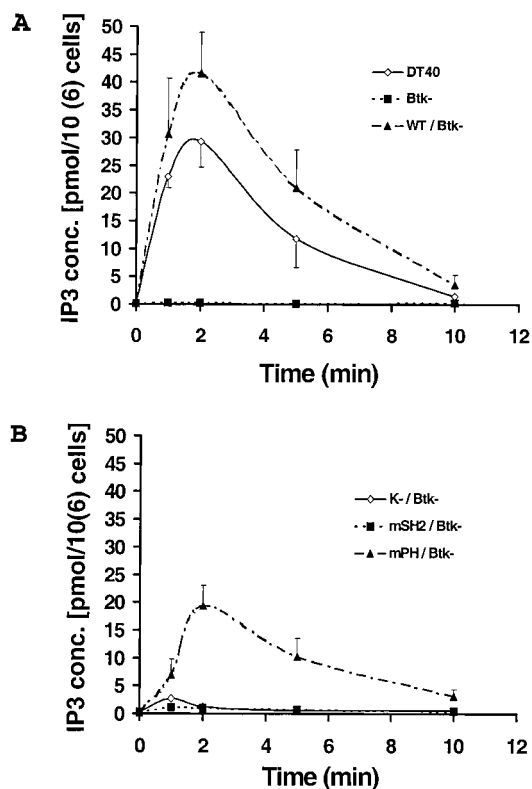 A
IP3 conc. [pmol/10 (6) cells]
50
45
40
35
30
25
20
15
10
5
0
DT40
Btk-
WT / Btk-
0 2 4 6 8 10 12
Time (min)
B
IP3 conc. [pmol/10(6) cells]
50
45
40
35
30
25
20
15
10
5
0
K- / Btk-
mSH2 / Btk-
mPH / Btk-
0 2 4 6 8 10 12
Time (min)